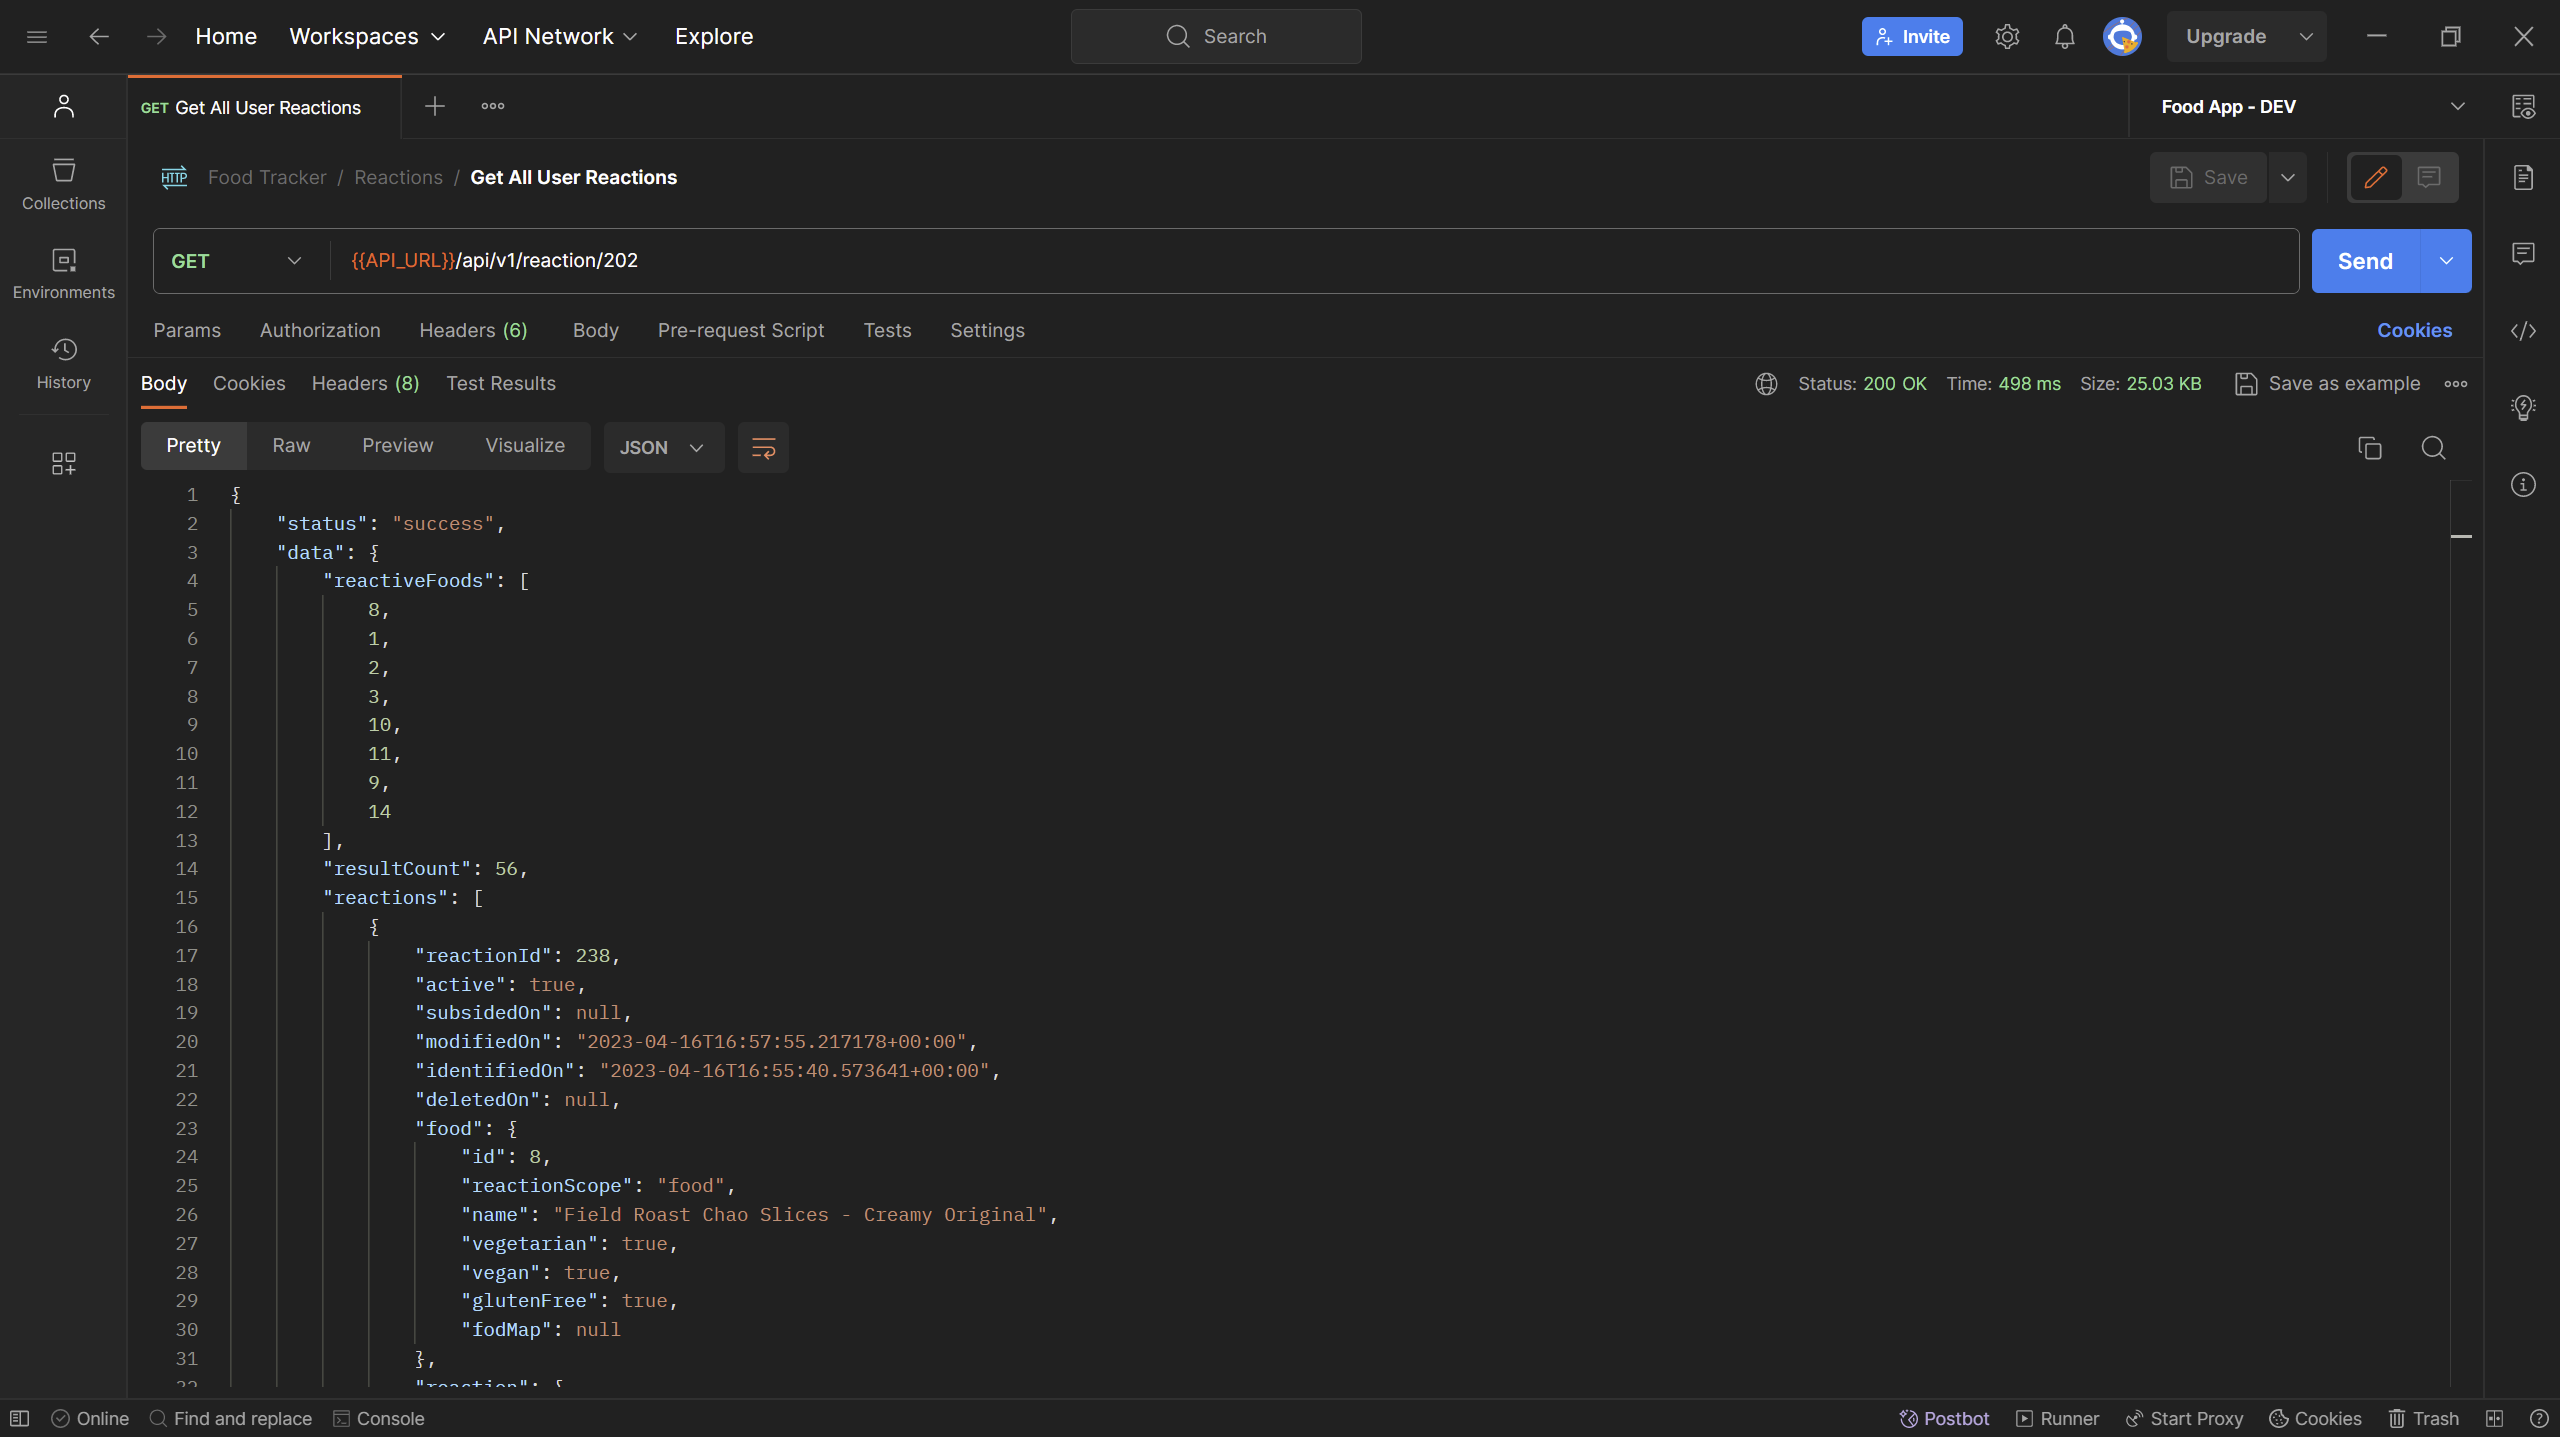 Home Workspaces API Network Explore Search Invite Upgrade
GET Get All User Reactions Food App - DEV
HTTP Food Tracker / Reactions / Get All User Reactions Save
Collections
GET {{API_URL}}/api/v1/reaction/202 Send
Environments
Params Authorization Headers (6) Body Pre-request Script Tests Settings Cookies
History
Body Cookies Headers (8) Test Results Status: 200 OK Time: 498 ms Size: 25.03 KB Save as example
Pretty Raw Preview Visualize JSON
1 {
2 "status": "success",
3 "data": {
4 "reactiveFoods": [
5 8,
6 1,
7 2,
8 3,
9 10,
10 11,
11 9,
12 14
13 ],
14 "resultCount": 56,
15 "reactions": [
16 {
17 "reactionId": 238,
18 "active": true,
19 "subsidedOn": null,
20 "modifiedOn": "2023-04-16T16:57:55.217178+00:00",
21 "identifiedOn": "2023-04-16T16:55:40.573641+00:00",
22 "deletedOn": null,
23 "food": {
24 "id": 8,
25 "reactionScope": "food",
26 "name": "Field Roast Chao Slices - Creamy Original",
27 "vegetarian": true,
28 "vegan": true,
29 "glutenFree": true,
30 "fodMap": null
31 },
32 "reaction": {
Online Find and replace Console Postbot Runner Start Proxy Cookies Trash